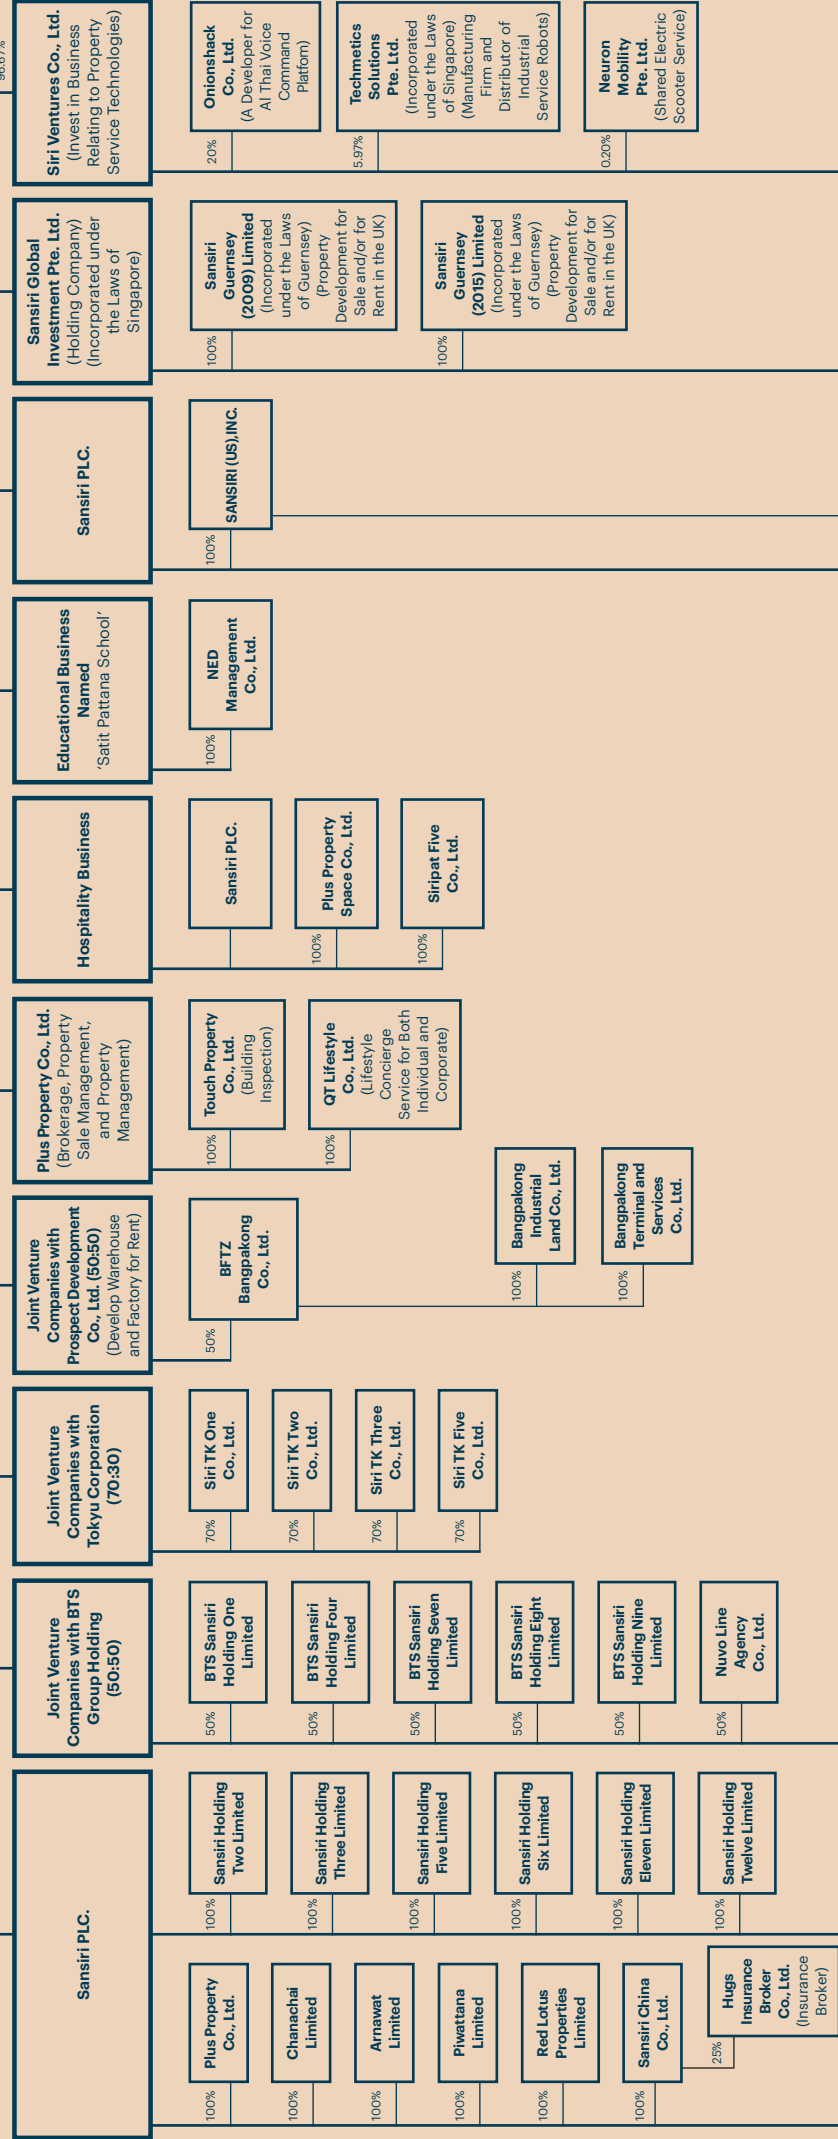 Sansiri PLC.
100%
Plus Property
Co., Ltd.
100%
Chanachai
Limited
100%
Arnawat
Limited
100%
Piwattana
Limited
100%
Red Lotus
Properties
Limited
100%
Sansiri China
Co., Ltd.
25%
Hugs
Insurance
Broker
Co., Ltd.
(Insurance
Broker)
100%
Sansiri Holding
Two Limited
100%
Sansiri Holding
Three Limited
100%
Sansiri Holding
Five Limited
100%
Sansiri Holding
Six Limited
100%
Sansiri Holding
Eleven Limited
100%
Sansiri Holding
Twelve Limited
Joint Venture
Companies with BTS
Group Holding
(50:50)
50%
BTS Sansiri
Holding One
Limited
50%
BTS Sansiri
Holding Four
Limited
50%
BTS Sansiri
Holding Seven
Limited
50%
BTS Sansiri
Holding Eight
Limited
50%
BTS Sansiri
Holding Nine
Limited
50%
Nuvo Line
Agency
Co., Ltd.
Joint Venture
Companies with
Tokyu Corporation
(70:30)
70%
Siri TK One
Co., Ltd.
70%
Siri TK Two
Co., Ltd.
70%
Siri TK Three
Co., Ltd.
70%
Siri TK Five
Co., Ltd.
Joint Venture
Companies with
Prospect Development
Co., Ltd. (50:50)
(Develop Warehouse
and Factory for Rent)
50%
BFTZ
Bangpakong
Co., Ltd.
100%
Bangpakong
Industrial
Land Co., Ltd.
100%
Bangpakong
Terminal and
Services
Co., Ltd.
Plus Property Co., Ltd.
(Brokerage, Property
Sale Management,
and Property
Management)
100%
Touch Property
Co., Ltd.
(Building
Inspection)
100%
QT Lifestyle
Co., Ltd.
(Lifestyle
Concierge
Service for Both
Individual and
Corporate)
Hospitality Business
Sansiri PLC.
100%
Plus Property
Space Co., Ltd.
100%
Siripat Five
Co., Ltd.
Educational Business
Named
‘Satit Pattana School’
100%
NED
Management
Co., Ltd.
Sansiri PLC.
100%
SANSIRI (US),INC.
Sansiri Global
Investment Pte. Ltd.
(Holding Company)
(Incorporated under
the Laws of
Singapore)
100%
Sansiri
Guernsey
(2009) Limited
(Incorporated
under the Laws
of Guernsey)
(Property
Development for
Sale and/or for
Rent in the UK)
100%
Sansiri
Guernsey
(2015) Limited
(Incorporated
under the Laws
of Guernsey)
(Property
Development for
Sale and/or for
Rent in the UK)
Siri Ventures Co., Ltd.
(Invest in Business
Relating to Property
Service Technologies)
20%
Onionshack
Co., Ltd.
(A Developer for
AI Thai Voice
Command
Platfom)
5.97%
Techmetics
Solutions
Pte. Ltd.
(Incorporated
under the Laws
of Singapore)
(Manufacturing
Firm and
Distributor of
Industrial
Service Robots)
0.20%
Neuron
Mobility
Pte. Ltd.
(Shared Electric
Scooter Service)